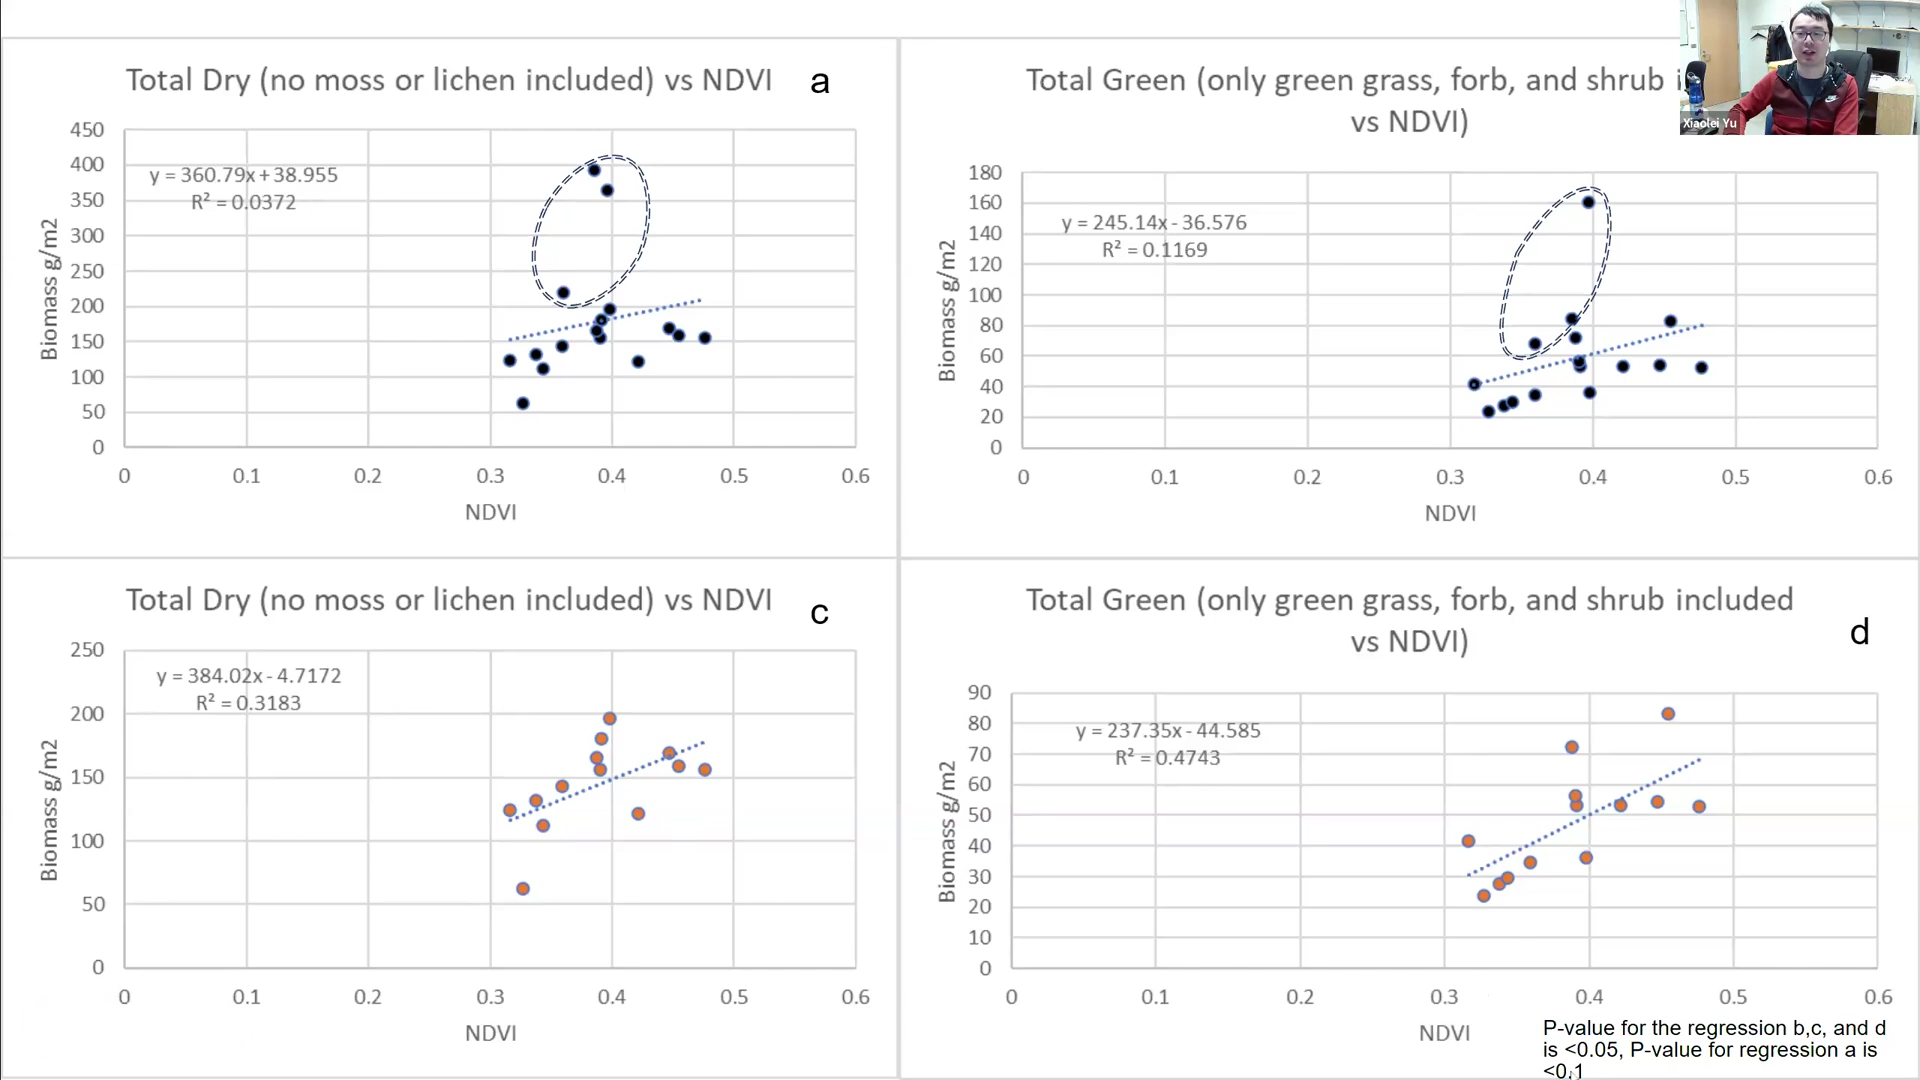 Total Dry (no moss or lichen included) vs NDVI
a
450
400
350
300
250
200
150
100
50
0
Biomass g/m2
y = 360.79x + 38.955
R² = 0.0372
0 0.1 0.2 0.3 0.4 0.5 0.6
NDVI
Total Green (only green grass, forb, and shrub
vs NDVI)
Xiaolei Yu
180
160
140
120
100
80
60
40
20
0
Biomass g/m2
y = 245.14x - 36.576
R² = 0.1169
0 0.1 0.2 0.3 0.4 0.5 0.6
NDVI
Total Dry (no moss or lichen included) vs NDVI
c
250
200
150
100
50
0
Biomass g/m2
y = 384.02x - 4.7172
R² = 0.3183
0 0.1 0.2 0.3 0.4 0.5 0.6
NDVI
Total Green (only green grass, forb, and shrub included
vs NDVI)
d
90
80
70
60
50
40
30
20
10
0
Biomass g/m2
y = 237.35x - 44.585
R² = 0.4743
0 0.1 0.2 0.3 0.4 0.5 0.6
NDVI
P-value for the regression b,c, and d
is <0.05, P-value for regression a is
<0.1